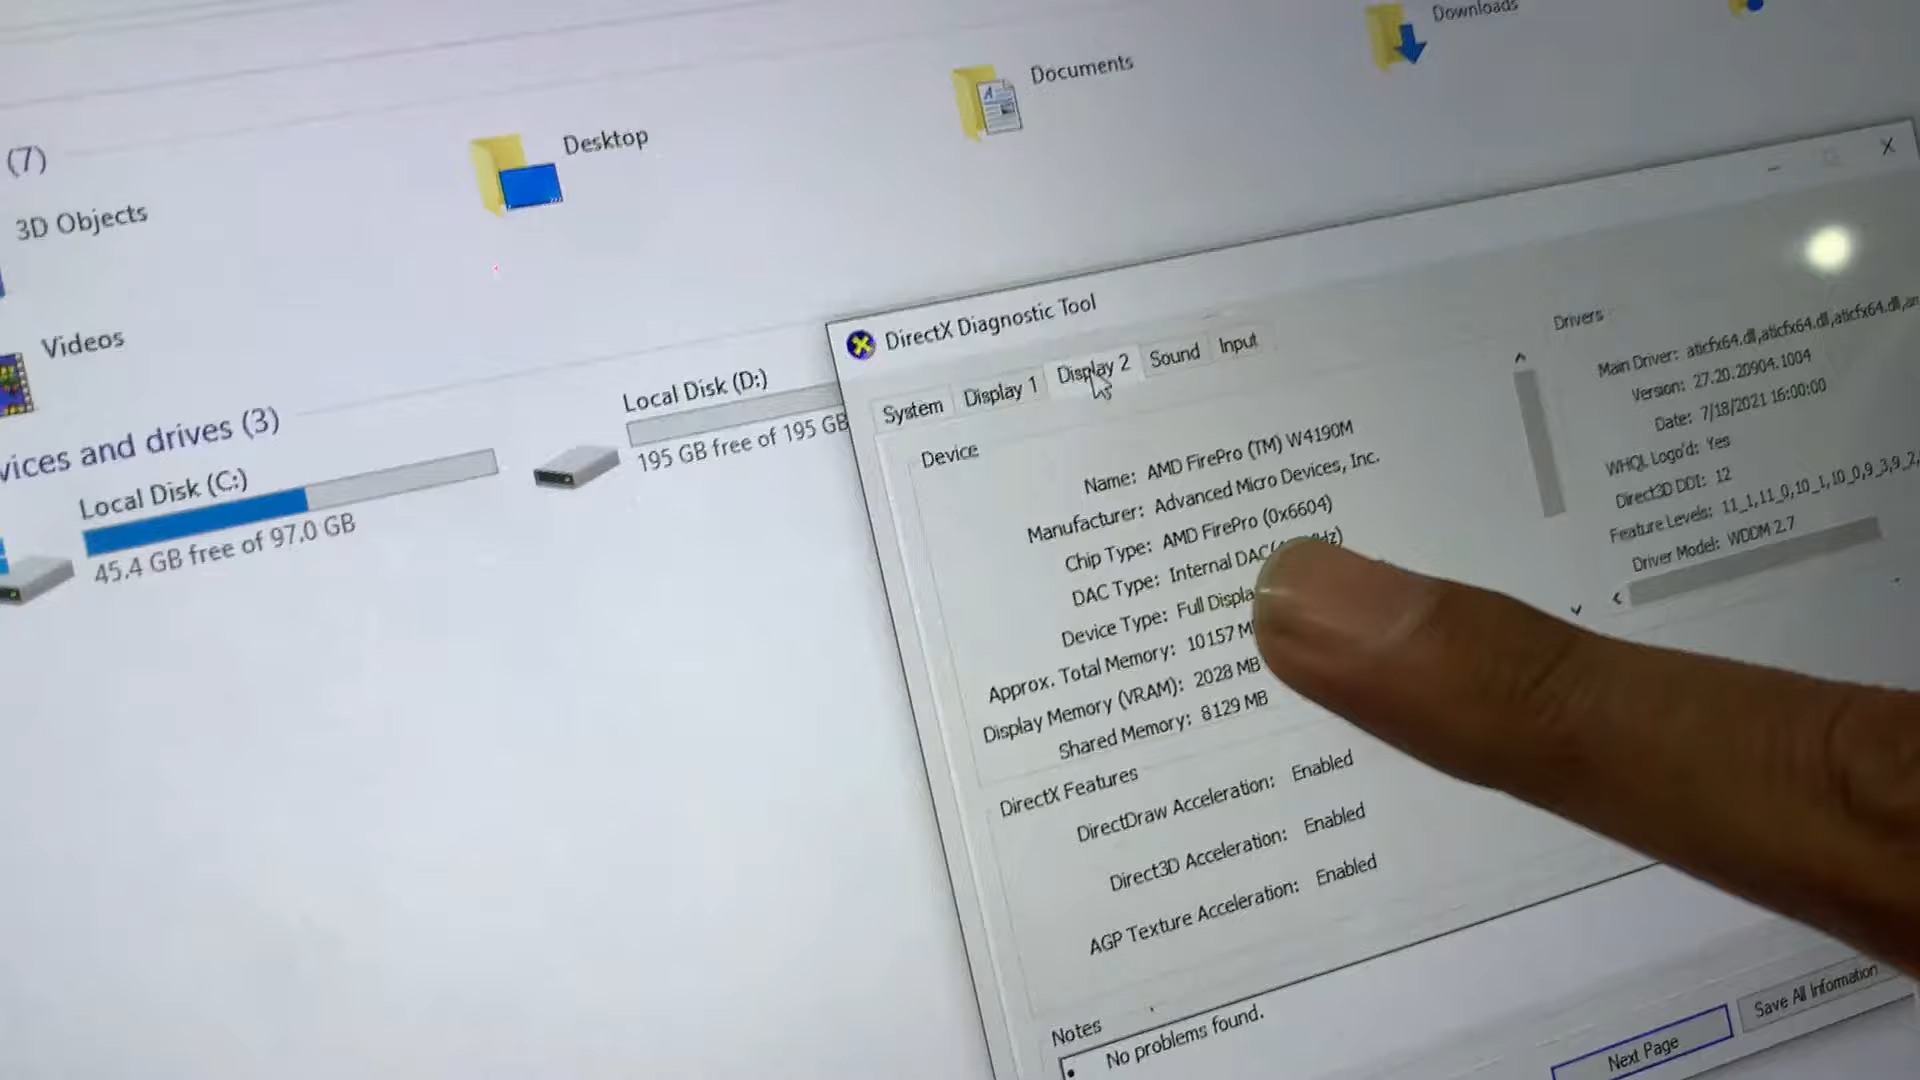 Downloads
Documents
Desktop
(7)
3D Objects
Videos
vices and drives (3)
Local Disk (C:)
45.4 GB free of 97.0 GB
Local Disk (D:)
195 GB free of 195 GB
DirectX Diagnostic Tool
System
Display 1
Display 2
Sound
Input
Device
Name: AMD FirePro (TM) W4190M
Manufacturer: Advanced Micro Devices, Inc.
Chip Type: AMD FirePro (0x6604)
DAC Type: Internal DAC(
Device Type: Full Displa
Approx. Total Memory: 10157 M
Display Memory (VRAM): 2028 MB
Shared Memory: 8129 MB
Drivers
Main Driver: aticfx64.dll,aticfx64.dll,aticfx64.dll,am
Version: 27.20.20904.1004
Date: 7/18/2021 16:00:00
WHQL Logo'd: Yes
Direct3D DDI: 12
Feature Levels: 11_1,11_0,10_1,10_0,9_3,9_2,
Driver Model: WDDM 2.7
DirectX Features
DirectDraw Acceleration: Enabled
Direct3D Acceleration: Enabled
AGP Texture Acceleration: Enabled
Notes
• No problems found.
Next Page
Save All Information